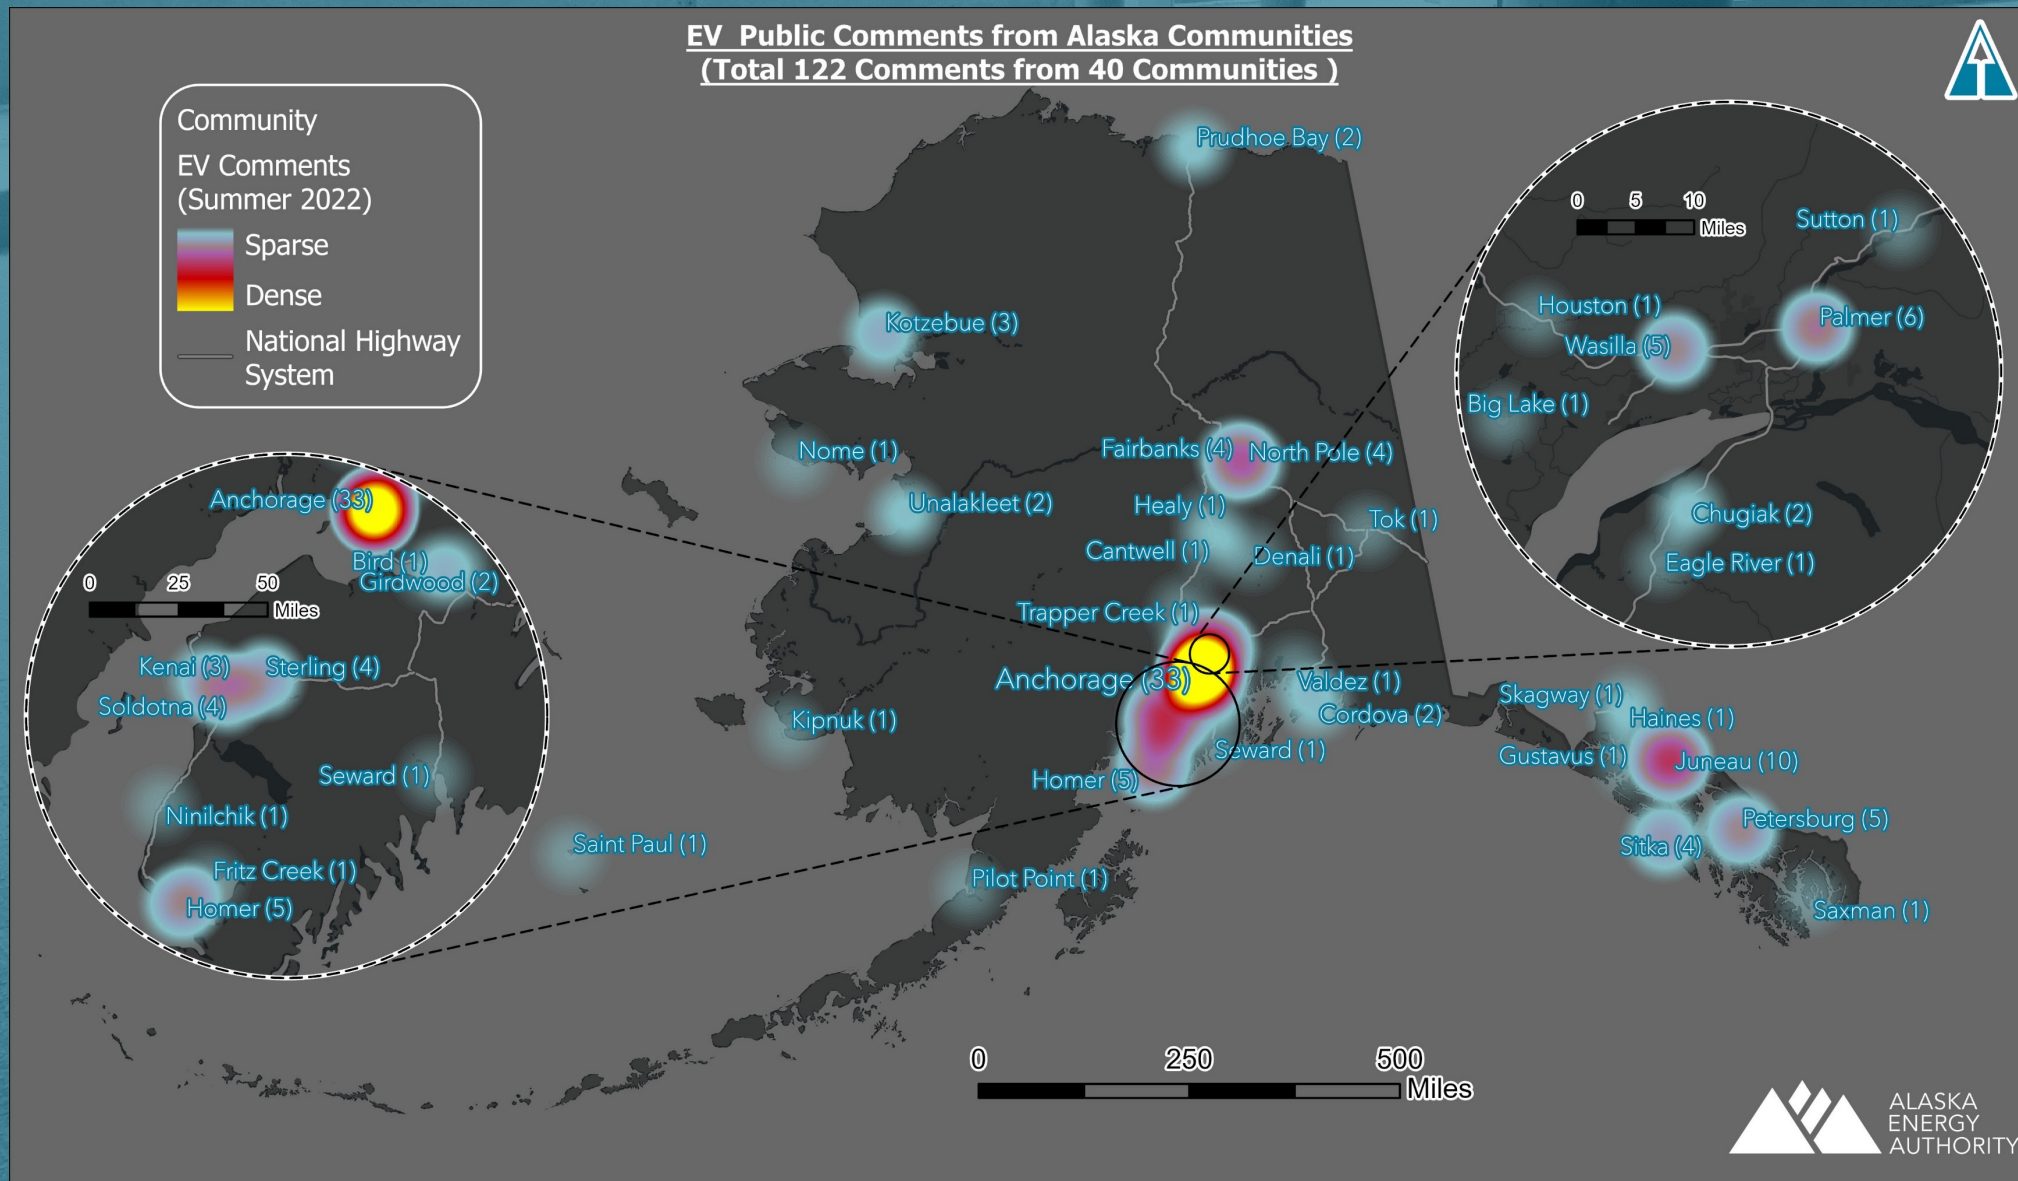 EV Public Comments from Alaska Communities
(Total 122 Comments from 40 Communities )
Community
EV Comments
(Summer 2022)
Sparse
Dense
National Highway
System
Prudhoe Bay (2)
Kotzebue (3)
Nome (1)
Unalakleet (2)
Fairbanks (4)
North Pole (4)
Healy (1)
Tok (1)
Cantwell (1)
Denali (1)
Trapper Creek (1)
Anchorage (33)
Valdez (1)
Cordova (2)
Seward (1)
Homer (5)
Kipnuk (1)
Saint Paul (1)
Pilot Point (1)
Skagway (1)
Haines (1)
Gustavus (1)
Juneau (10)
Petersburg (5)
Sitka (4)
Saxman (1)
0 5 10
Miles
Sutton (1)
Houston (1)
Palmer (6)
Wasilla (5)
Big Lake (1)
Chugiak (2)
Eagle River (1)
Anchorage (33)
Bird (1)
Girdwood (2)
0 25 50
Miles
Kenai (3)
Sterling (4)
Soldotna (4)
Seward (1)
Ninilchik (1)
Fritz Creek (1)
Homer (5)
0 250 500
Miles
ALASKA
ENERGY
AUTHORITY